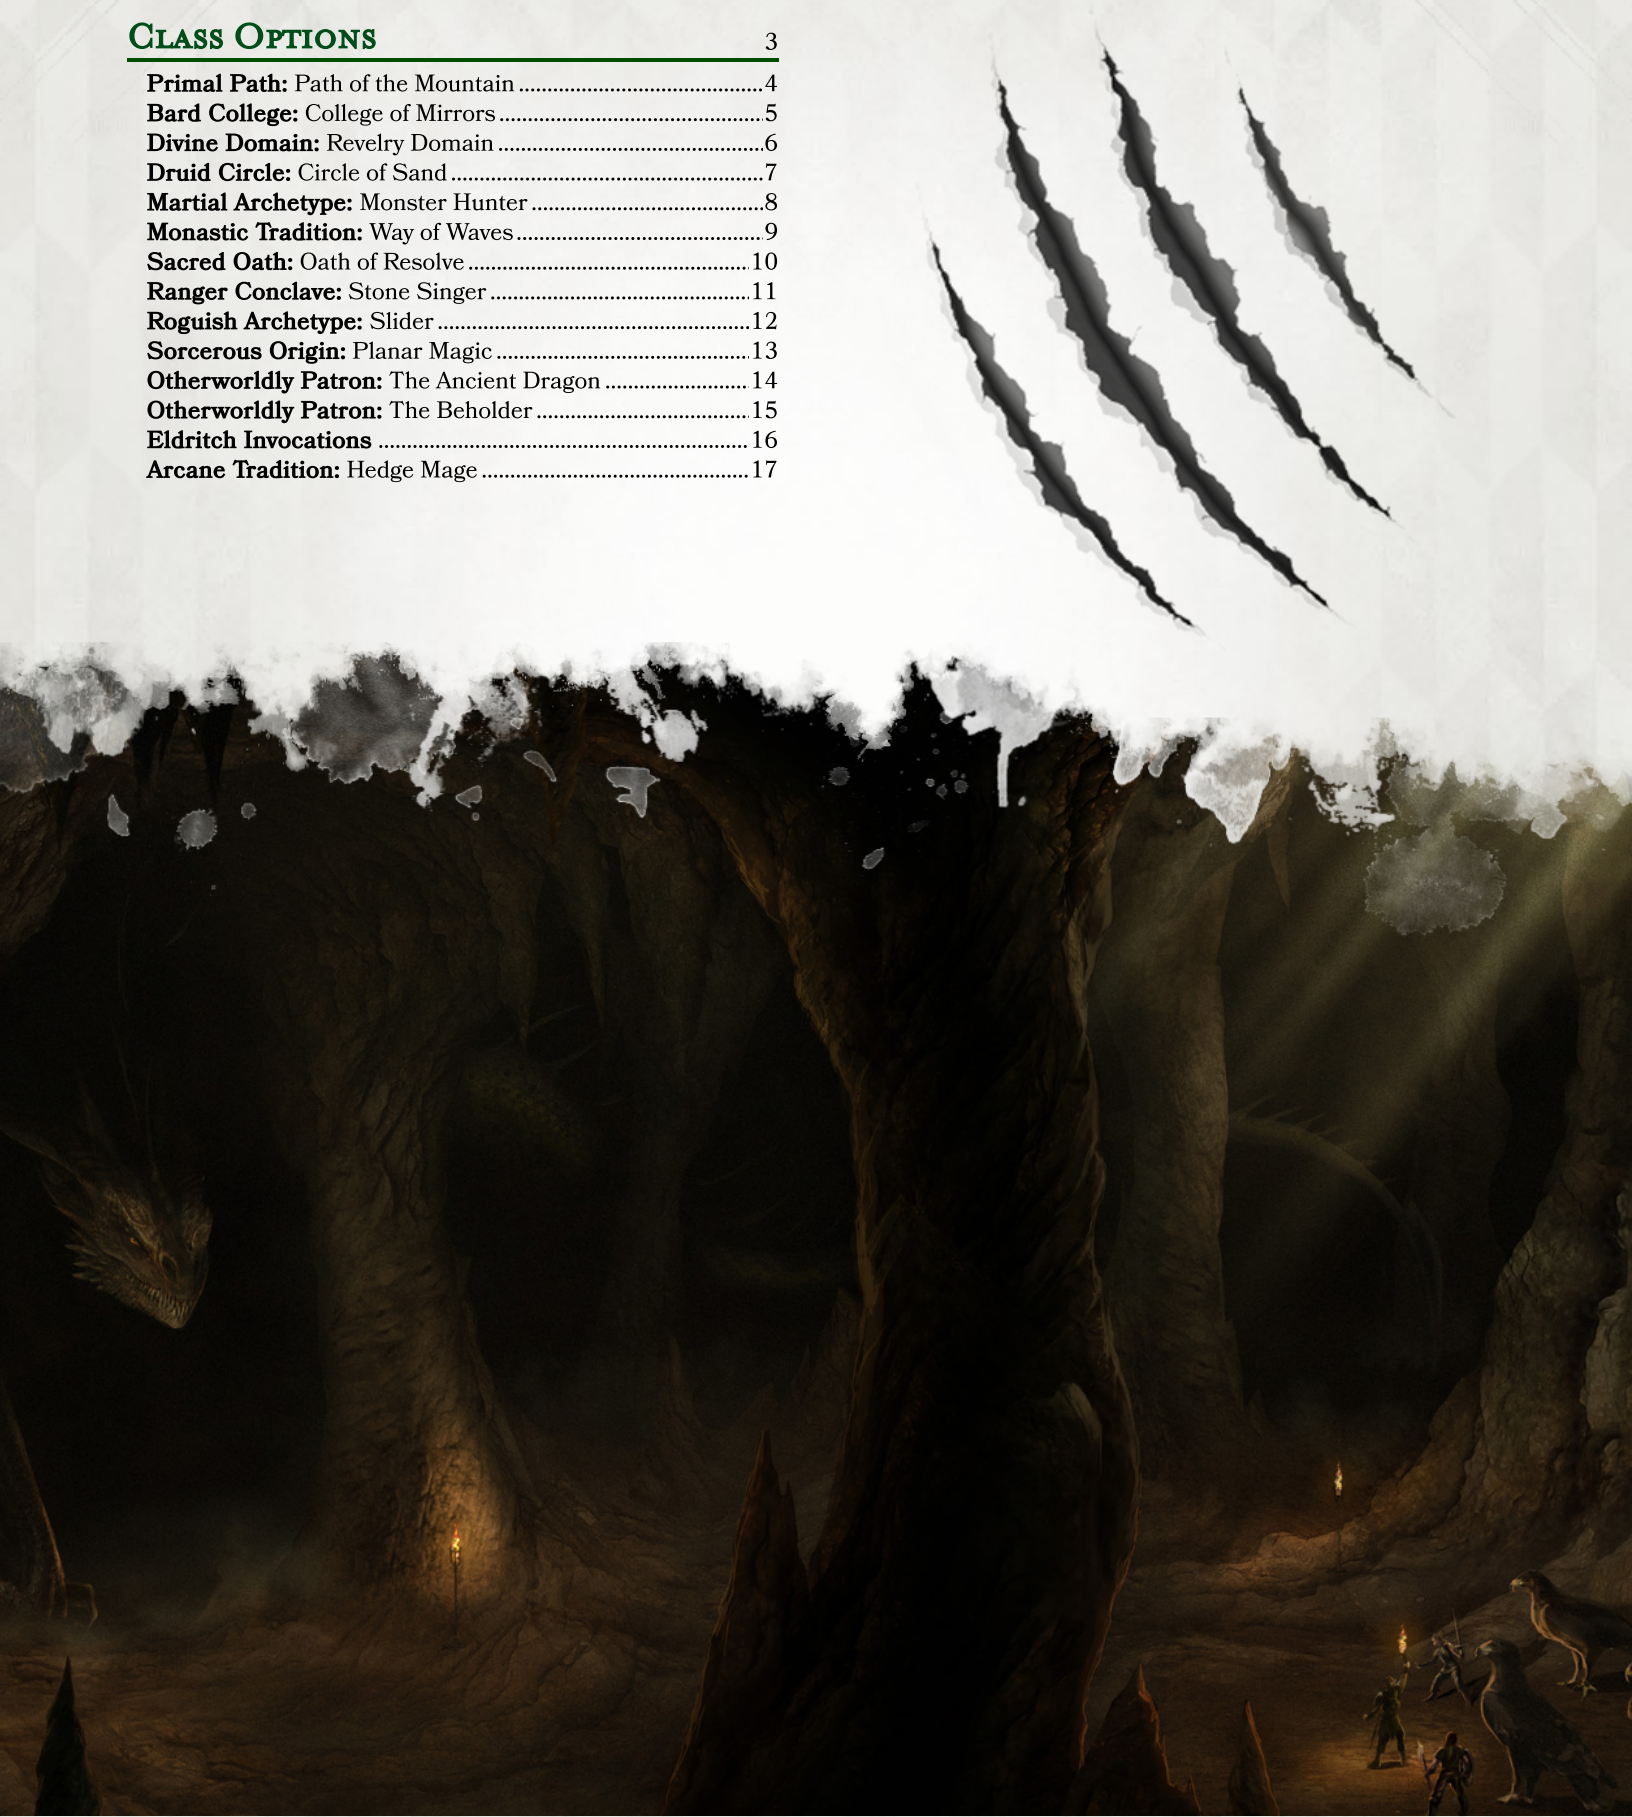 Class Options 3
Primal Path: Path of the Mountain 4
Bard College: College of Mirrors 5
Divine Domain: Revelry Domain 6
Druid Circle: Circle of Sand 7
Martial Archetype: Monster Hunter 8
Monastic Tradition: Way of Waves 9
Sacred Oath: Oath of Resolve 10
Ranger Conclave: Stone Singer 11
Roguish Archetype: Slider 12
Sorcerous Origin: Planar Magic 13
Otherworldly Patron: The Ancient Dragon 14
Otherworldly Patron: The Beholder 15
Eldritch Invocations 16
Arcane Tradition: Hedge Mage 17